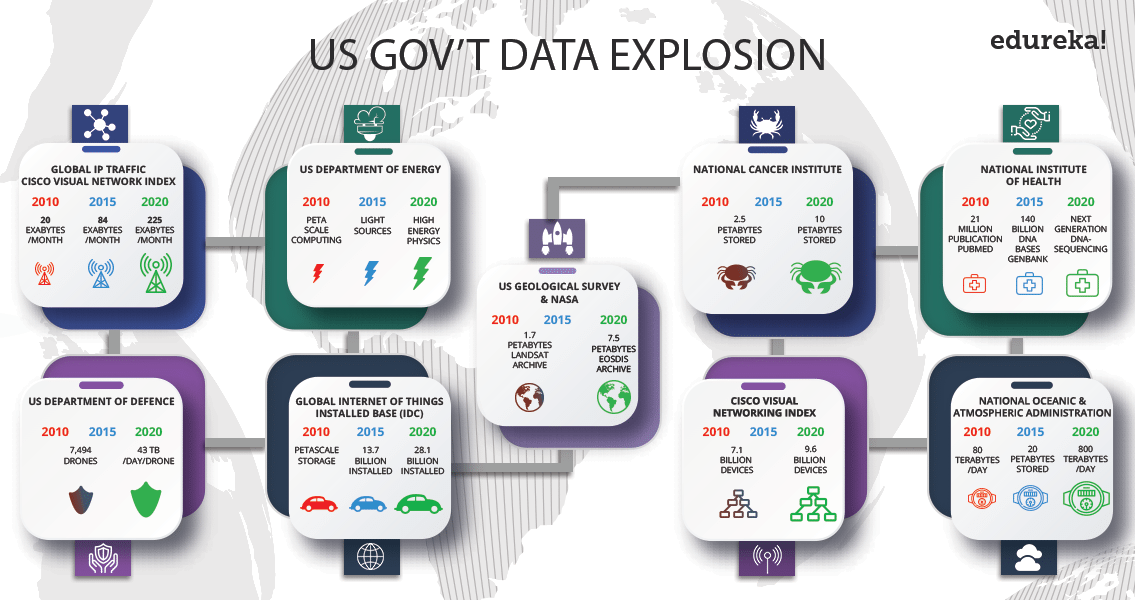 US GOV'T DATA EXPLOSION
edureka!
GLOBAL IP TRAFFIC
CISCO VISUAL NETWORK INDEX
2010 2015 2020
20 84 225
EXABYTES EXABYTES EXABYTES
/MONTH /MONTH /MONTH
US DEPARTMENT OF ENERGY
2010 2015 2020
PETA LIGHT HIGH
SCALE SOURCES ENERGY
COMPUTING PHYSICS
US GEOLOGICAL SURVEY
& NASA
2010 2015 2020
1.7 7.5
PETABYTES PETABYTES
LANDSAT EOSDIS
ARCHIVE ARCHIVE
NATIONAL CANCER INSTITUTE
2010 2015 2020
2.5 10
PETABYTES PETABYTES
STORED STORED
NATIONAL INSTITUTE
OF HEALTH
2010 2015 2020
21 140 NEXT
MILLION BILLION GENERATION
PUBLICATION DNA DNA-
PUBMED BASES SEQUENCING
GENBANK
US DEPARTMENT OF DEFENCE
2010 2015 2020
7,494 43 TB
DRONES /DAY/DRONE
GLOBAL INTERNET OF THINGS
INSTALLED BASE (IDC)
2010 2015 2020
PETASCALE 13.7 28.1
STORAGE BILLION BILLION
INSTALLED INSTALLED
CISCO VISUAL
NETWORKING INDEX
2010 2015 2020
7.1 9.6
BILLION BILLION
DEVICES DEVICES
NATIONAL OCEANIC &
ATMOSPHERIC ADMINISTRATION
2010 2015 2020
80 20 800
TERABYTES PETABYTES TERABYTES
/DAY STORED /DAY